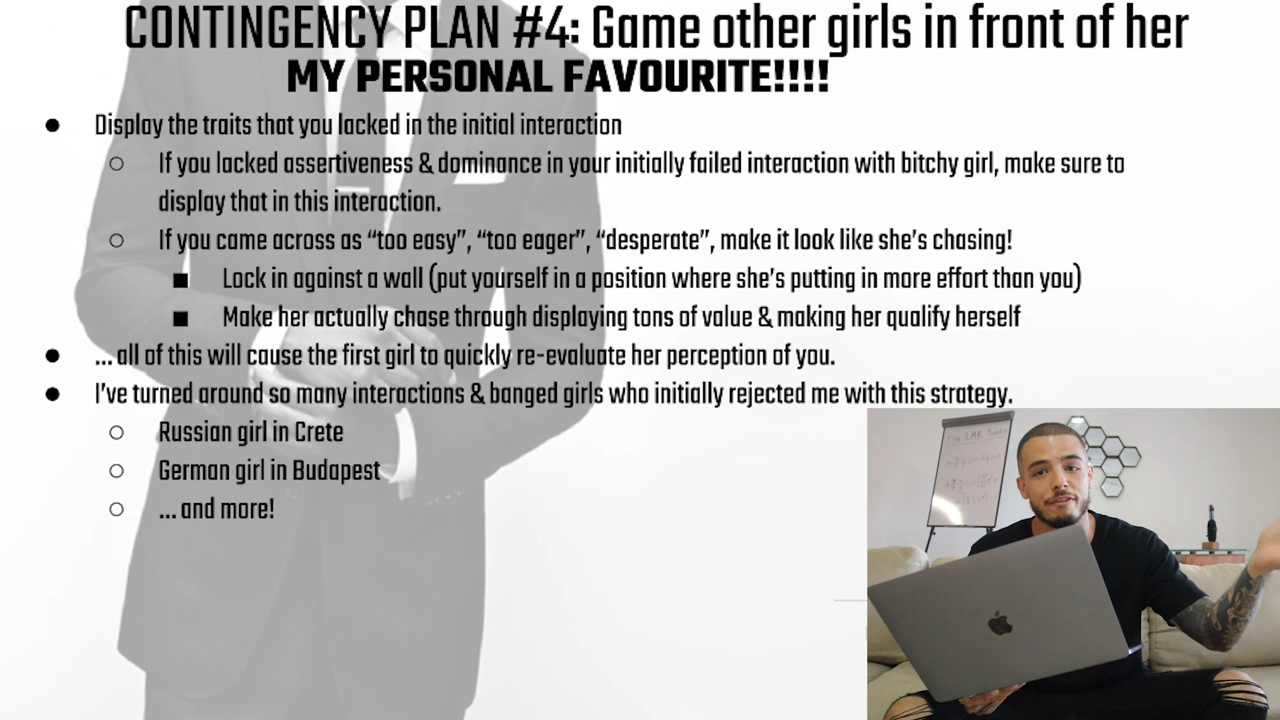 CONTINGENCY PLAN #4: Game other girls in front of her
MY PERSONAL FAVOURITE!!!!
● Display the traits that you lacked in the initial interaction
○ If you lacked assertiveness & dominance in your initially failed interaction with bitchy girl, make sure to
display that in this interaction.
○ If you came across as “too easy”, “too eager”, “desperate”, make it look like she’s chasing!
■ Lock in against a wall (put yourself in a position where she’s putting in more effort than you)
■ Make her actually chase through displaying tons of value & making her qualify herself
● ... all of this will cause the first girl to quickly re-evaluate her perception of you.
● I’ve turned around so many interactions & banged girls who initially rejected me with this strategy.
○ Russian girl in Crete
○ German girl in Budapest
○ ... and more!
The LMR